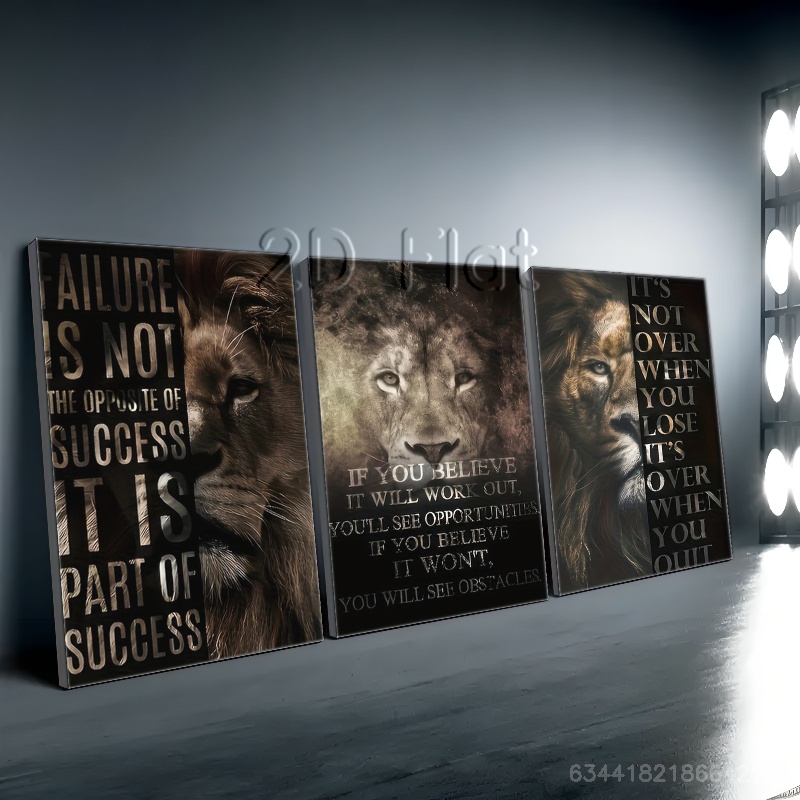 2D Flat
FAILURE
IS NOT
THE OPPOSITE OF
SUCCESS
IT IS
PART OF
SUCCESS
IF YOU BELIEVE
IT WILL WORK OUT,
YOU'LL SEE OPPORTUNITIES.
IF YOU BELIEVE
IT WON'T,
YOU WILL SEE OBSTACLES.
IT'S
NOT
OVER
WHEN
YOU
LOSE
IT'S
OVER
WHEN
YOU
QUIT